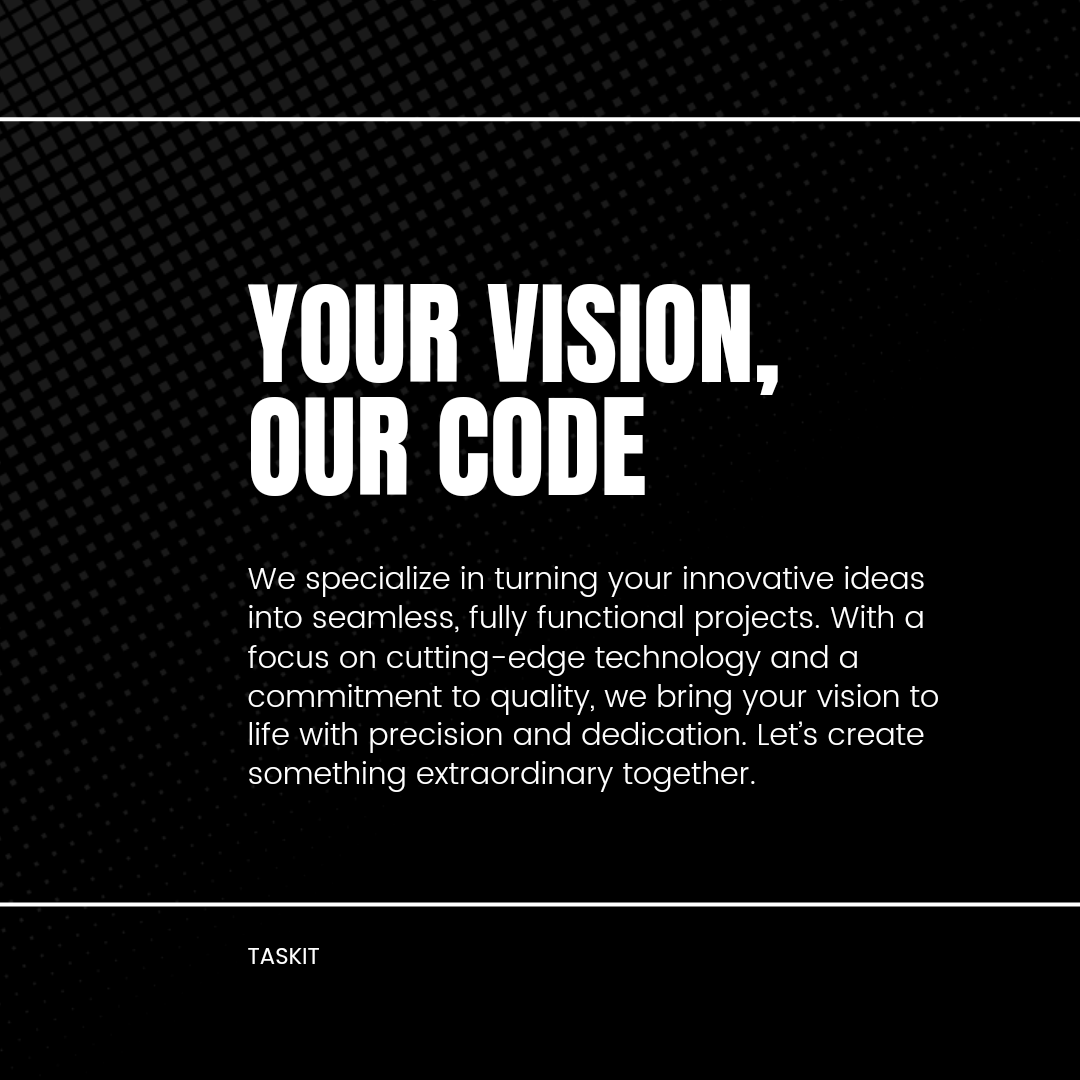 YOUR VISION,
OUR CODE
We specialize in turning your innovative ideas
into seamless, fully functional projects. With a
focus on cutting-edge technology and a
commitment to quality, we bring your vision to
life with precision and dedication. Let’s create
something extraordinary together.
TASKIT